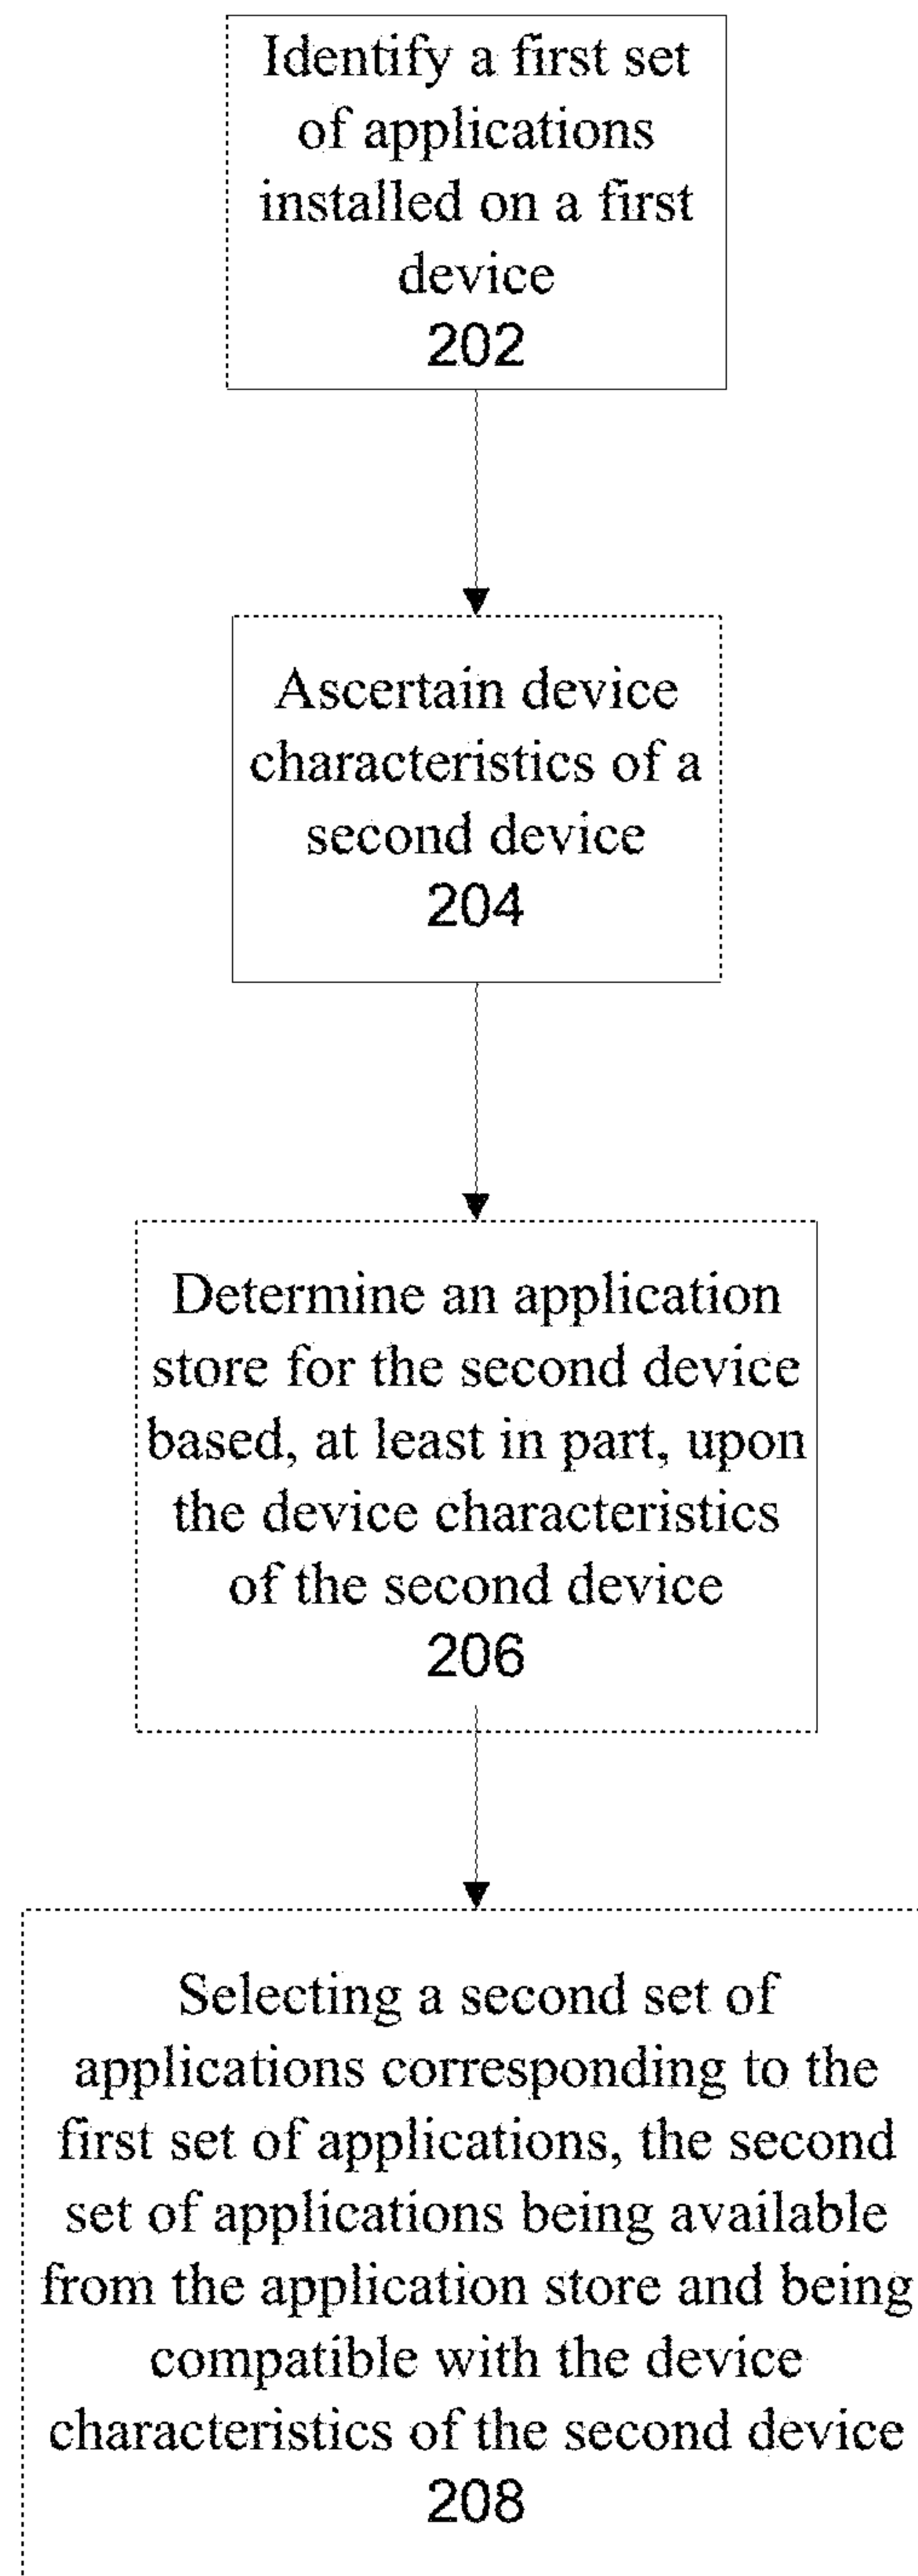 Identify a first set
of applications
installed on a first
device
202
Ascertain device
characteristics of a
second device
204
Determine an application
store for the second device
based, at least in part, upon
the device characteristics
of the second device
206
Selecting a second set of
applications corresponding to the
first set of applications, the second
set of applications being available
from the application store and being
compatible with the device
characteristics of the second device
208